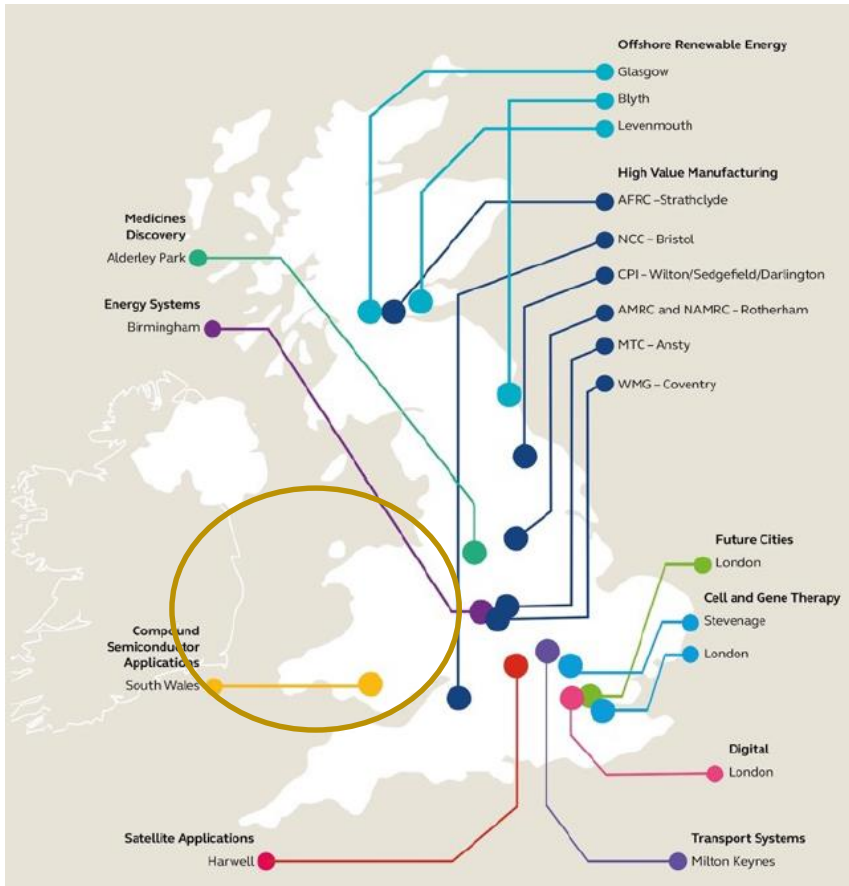 Offshore Renewable Energy
Glasgow
Blyth
Levenmouth
High Value Manufacturing
AFRC –Strathclyde
NCC – Bristol
CPI – Wilton/Sedgefield/Darlington
AMRC and NAMRC – Rotherham
MTC – Ansty
WMG – Coventry
Medicines
Discovery
Alderley Park
Energy Systems
Birmingham
Compound
Semiconductor
Applications
South Wales
Future Cities
London
Cell and Gene Therapy
Stevenage
London
Digital
London
Satellite Applications
Harwell
Transport Systems
Milton Keynes